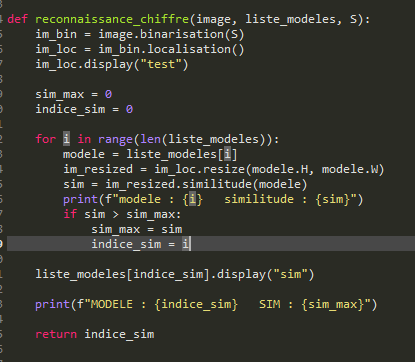 def reconnaissance_chiffre(image, liste_modeles, S):
    im_bin = image.binarisation(S)
    im_loc = im_bin.localisation()
    im_loc.display("test")

    sim_max = 0
    indice_sim = 0

    for i in range(len(liste_modeles)):
        modele = liste_modeles[i]
        im_resized = im_loc.resize(modele.H, modele.W)
        sim = im_resized.similitude(modele)
        print(f"modele : {i}   similitude : {sim}")
        if sim > sim_max:
            sim_max = sim
            indice_sim = i

    liste_modeles[indice_sim].display("sim")

    print(f"MODELE : {indice_sim}   SIM : {sim_max}")

    return indice_sim